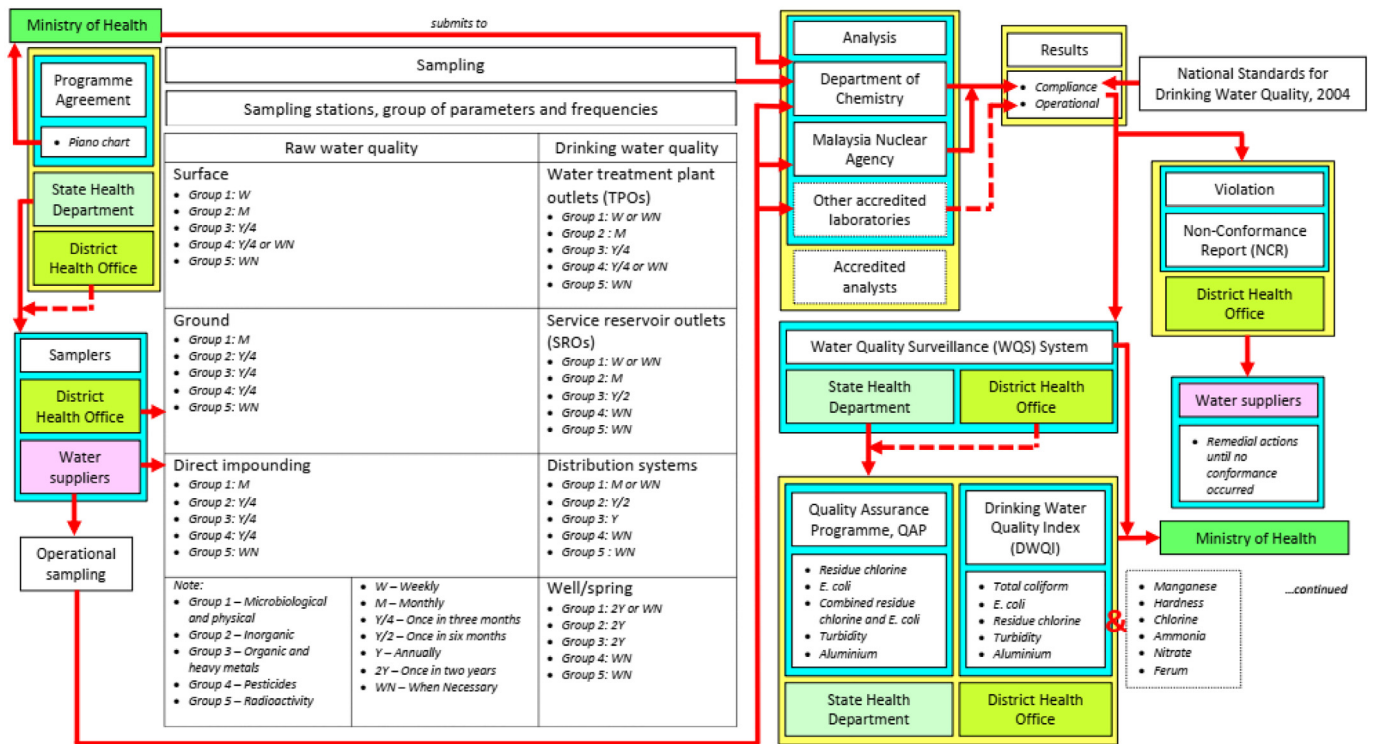 Ministry of Health
submits to
Programme
Agreement
• Piano chart
State Health
Department
District
Health Office
Samplers
District
Health Office
Water
suppliers
Operational
sampling
Sampling
Sampling stations, group of parameters and frequencies
Raw water quality
Drinking water quality
Surface
• Group 1: W
• Group 2: M
• Group 3: Y/4
• Group 4: Y/4 or WN
• Group 5: WN
Water treatment plant
outlets (TPOs)
• Group 1: W or WN
• Group 2 : M
• Group 3: Y/4
• Group 4: Y/4 or WN
• Group 5: WN
Ground
• Group 1: M
• Group 2: Y/4
• Group 3: Y/4
• Group 4: Y/4
• Group 5: WN
Service reservoir outlets
(SROs)
• Group 1: W or WN
• Group 2: M
• Group 3: Y/2
• Group 4: WN
• Group 5: WN
Direct impounding
• Group 1: M
• Group 2: Y/4
• Group 3: Y/4
• Group 4: Y/4
• Group 5: WN
Distribution systems
• Group 1: M or WN
• Group 2: Y/2
• Group 3: Y
• Group 4: WN
• Group 5 : WN
Note:
• Group 1 – Microbiological
and physical
• Group 2 – Inorganic
• Group 3 – Organic and
heavy metals
• Group 4 – Pesticides
• Group 5 – Radioactivity
• W – Weekly
• M – Monthly
• Y/4 – Once in three months
• Y/2 – Once in six months
• Y – Annually
• 2Y – Once in two years
• WN – When Necessary
Well/spring
• Group 1: 2Y or WN
• Group 2: 2Y
• Group 3: 2Y
• Group 4: WN
• Group 5: WN
Analysis
Department of
Chemistry
Malaysia Nuclear
Agency
Other accredited
laboratories
Accredited
analysts
Results
• Compliance
• Operational
National Standards for
Drinking Water Quality, 2004
Violation
Non-Conformance
Report (NCR)
District Health
Office
Water suppliers
• Remedial actions
until no
conformance
occurred
Water Quality Surveillance (WQS) System
State Health
Department
District Health
Office
Quality Assurance
Programme, QAP
• Residue chlorine
• E. coli
• Combined residue
chlorine and E. coli
• Turbidity
• Aluminium
State Health
Department
Drinking Water
Quality Index
(DWQI)
• Total coliform
• E. coli
• Residue chlorine
• Turbidity
• Aluminium
District Health
Office
&
• Manganese
• Hardness
• Chlorine
• Ammonia
• Nitrate
• Ferum
Ministry of Health
...continued